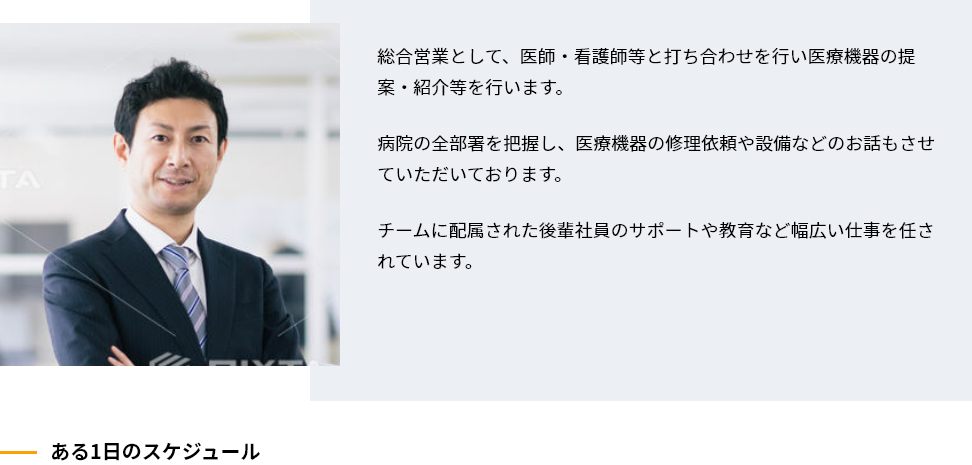 総合営業として、医師・看護師等と打ち合わせを行い医療機器の提
案・紹介等を行います。
病院の全部署を把握し、医療機器の修理依頼や設備などのお話もさせ
ていただいております。
チームに配属された後輩社員のサポートや教育など幅広い仕事を任さ
れています。
TA
PIXTA
ある1日のスケジュール